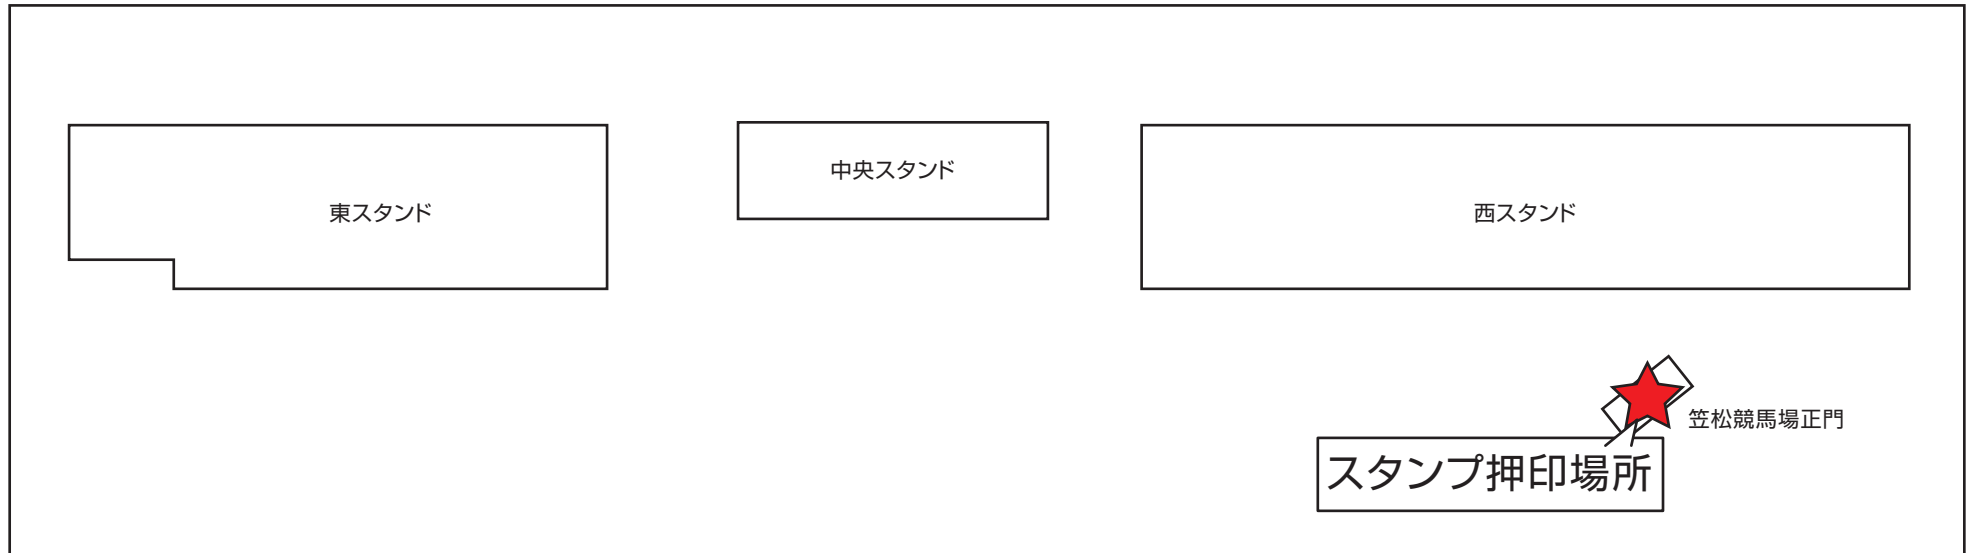 東スタンド
中央スタンド
西スタンド
笠松競馬場正門
スタンプ押印場所